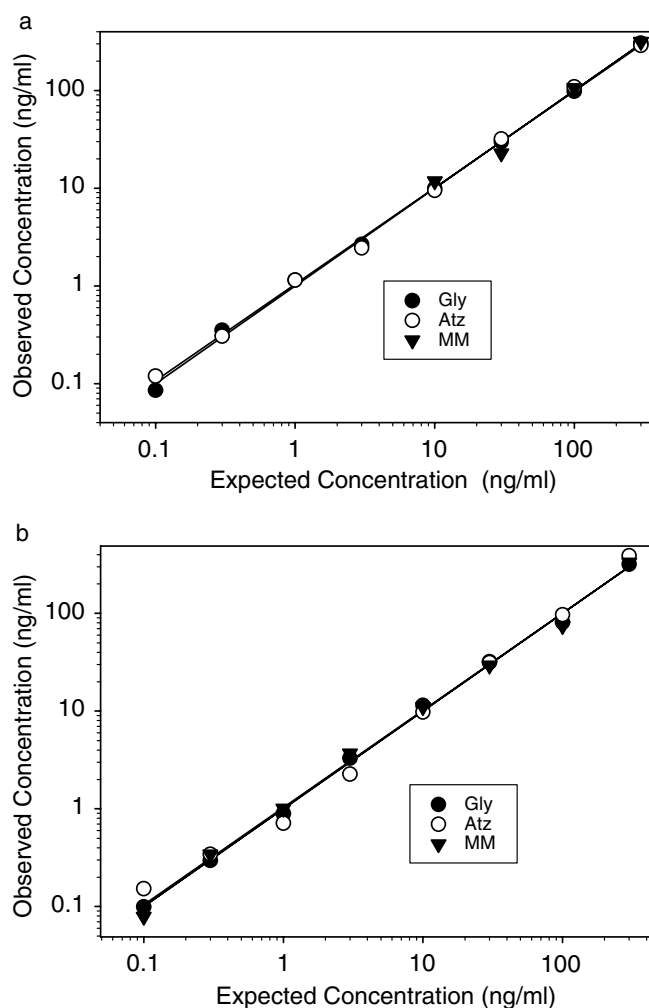 a
Observed Concentration (ng/ml)
100
10
1
0.1
Gly
Atz
MM
0.1 1 10 100
Expected Concentration (ng/ml)
b
Observed Concentration (ng/ml)
100
10
1
0.1
Gly
Atz
MM
0.1 1 10 100
Expected Concentration (ng/ml)